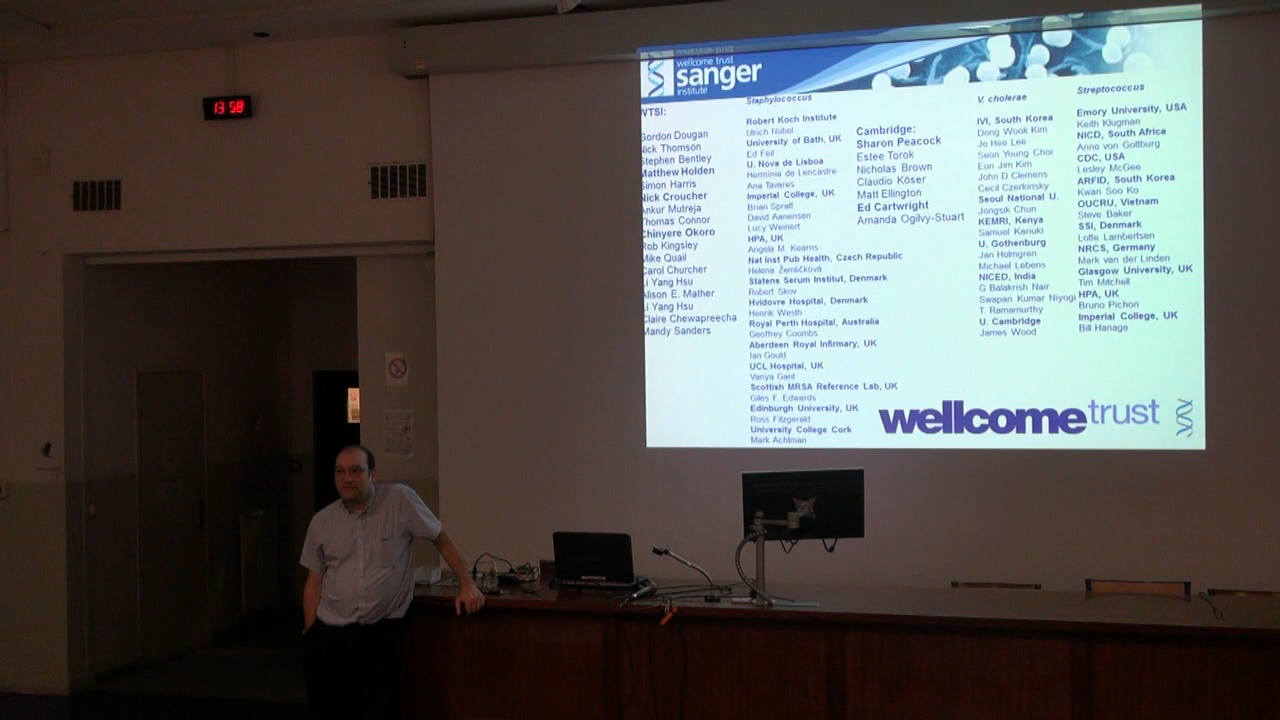 13 58
wellcome trust
sanger
institute
WTSI:
Gordon Dougan
Nick Thomson
Stephen Bentley
Matthew Holden
Simon Harris
Nick Croucher
Ankur Mutreja
Thomas Connor
Chinyere Okoro
Rob Kingsley
Mike Quail
Carol Churcher
Li Yang Hsu
Alison E. Mather
Li Yang Hsu
Claire Chewapreecha
Mandy Sanders
Staphylococcus
Robert Koch Institute
Ulrich Nübel
University of Bath, UK
Ed Feil
U. Nova de Lisboa
Herminia de Lencastre
Ana Tavares
Imperial College, UK
Brian Spratt
David Aanensen
Lucy Weinert
HPA, UK
Angela M. Kearns
Nat Inst Pub Health, Czech Republic
Helena Žemličková
Statens Serum Institut, Denmark
Robert Skov
Hvidovre Hospital, Denmark
Henrik Westh
Royal Perth Hospital, Australia
Geoffrey Coombs
Aberdeen Royal Infirmary, UK
Ian Gould
UCL Hospital, UK
Vanya Gant
Scottish MRSA Reference Lab, UK
Giles F. Edwards
Edinburgh University, UK
Ross Fitzgerald
University College Cork
Mark Achtman
Cambridge:
Sharon Peacock
Estee Torok
Nicholas Brown
Claudio Köser
Matt Ellington
Ed Cartwright
Amanda Ogilvy-Stuart
V. cholerae
IVI, South Korea
Dong Wook Kim
Je Hee Lee
Seon Young Choi
Eun Jim Kim
John D Clemens
Cecil Czerkinsky
Seoul National U.
Jongsik Chun
KEMRI, Kenya
Samuel Kariuki
U. Gothenburg
Jan Holmgren
Michael Lebens
NICED, India
G Balakrish Nair
Swapan Kumar Niyogi
T. Ramamurthy
U. Cambridge
James Wood
Streptococcus
Emory University, USA
Keith Klugman
NICD, South Africa
Anne von Gottburg
CDC, USA
Lesley McGee
ARFID, South Korea
Kwan Soo Ko
OUCRU, Vietnam
Steve Baker
SSI, Denmark
Lotte Lambertsen
NRCS, Germany
Mark van der Linden
Glasgow University, UK
Tim Mitchell
HPA, UK
Bruno Pichon
Imperial College, UK
Bill Hanage
wellcometrust